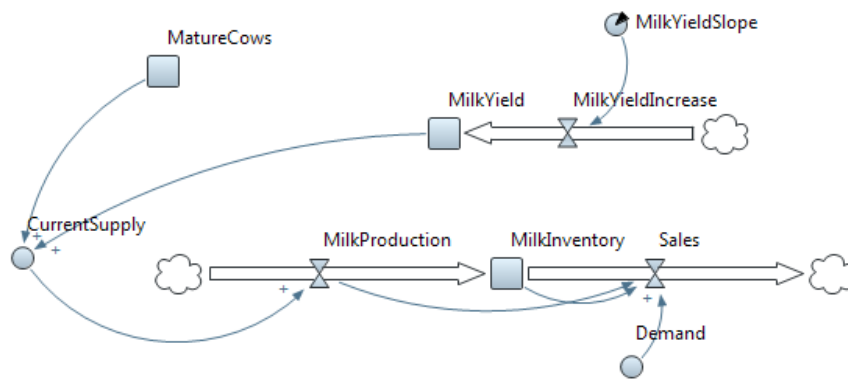 MilkYieldSlope
MatureCows
MilkYield
MilkYieldIncrease
CurrentSupply
+
+
MilkProduction
MilkInventory
Sales
+
+
Demand